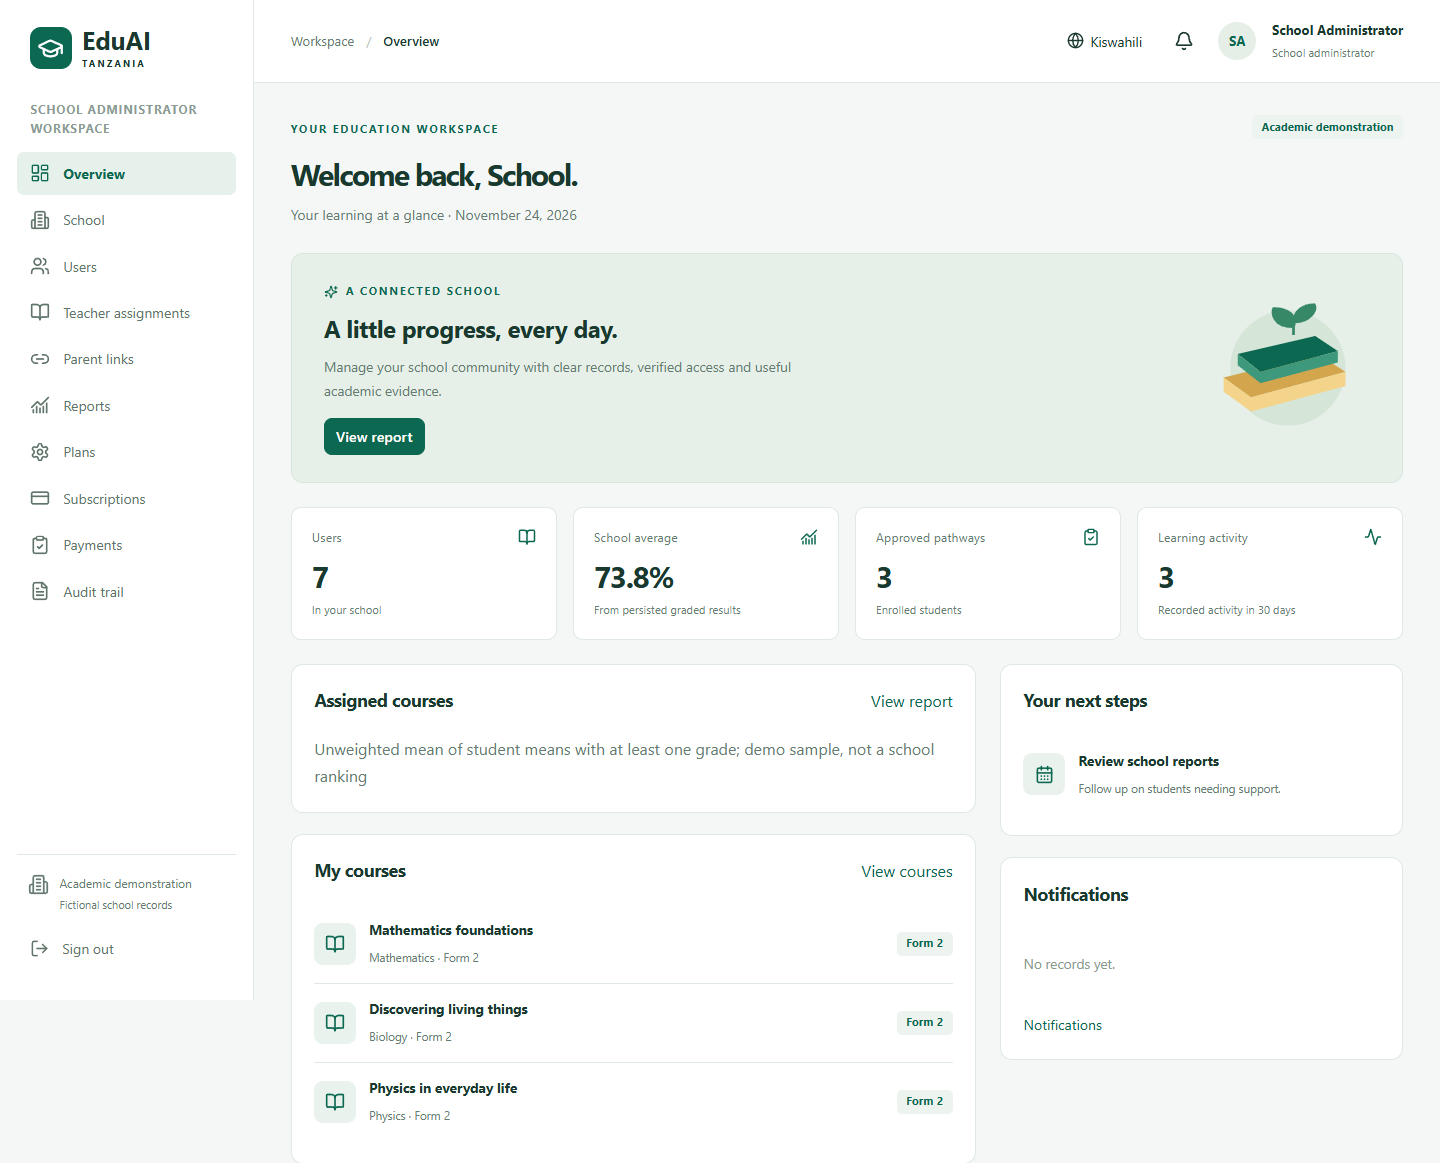 EduAI
TANZANIA
SCHOOL ADMINISTRATOR
WORKSPACE
Overview
School
Users
Teacher assignments
Parent links
Reports
Plans
Subscriptions
Payments
Audit trail
Academic demonstration
Fictional school records
Sign out
Workspace / Overview
Kiswahili
SA
School Administrator
School administrator
YOUR EDUCATION WORKSPACE
Academic demonstration
Welcome back, School.
Your learning at a glance · November 24, 2026
A CONNECTED SCHOOL
A little progress, every day.
Manage your school community with clear records, verified access and useful
academic evidence.
View report
Users
7
In your school
School average
73.8%
From persisted graded results
Approved pathways
3
Enrolled students
Learning activity
3
Recorded activity in 30 days
Assigned courses
View report
Unweighted mean of student means with at least one grade; demo sample, not a school
ranking
My courses
View courses
Mathematics foundations
Mathematics · Form 2
Form 2
Discovering living things
Biology · Form 2
Form 2
Physics in everyday life
Physics · Form 2
Form 2
Your next steps
Review school reports
Follow up on students needing support.
Notifications
No records yet.
Notifications